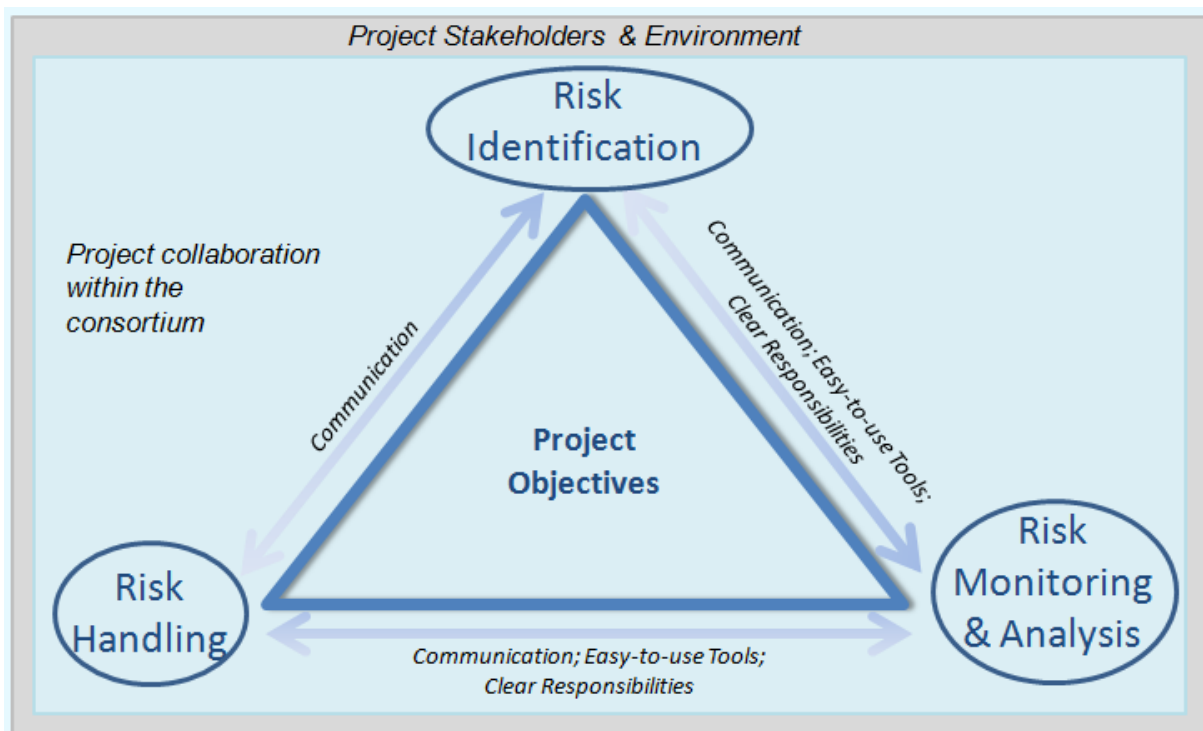 Project Stakeholders & Environment
Risk
Identification
Project collaboration
within the
consortium
Communication
Communication; Easy-to-use Tools;
Clear Responsibilities
Project
Objectives
Risk
Handling
Risk
Monitoring
& Analysis
Communication; Easy-to-use Tools;
Clear Responsibilities